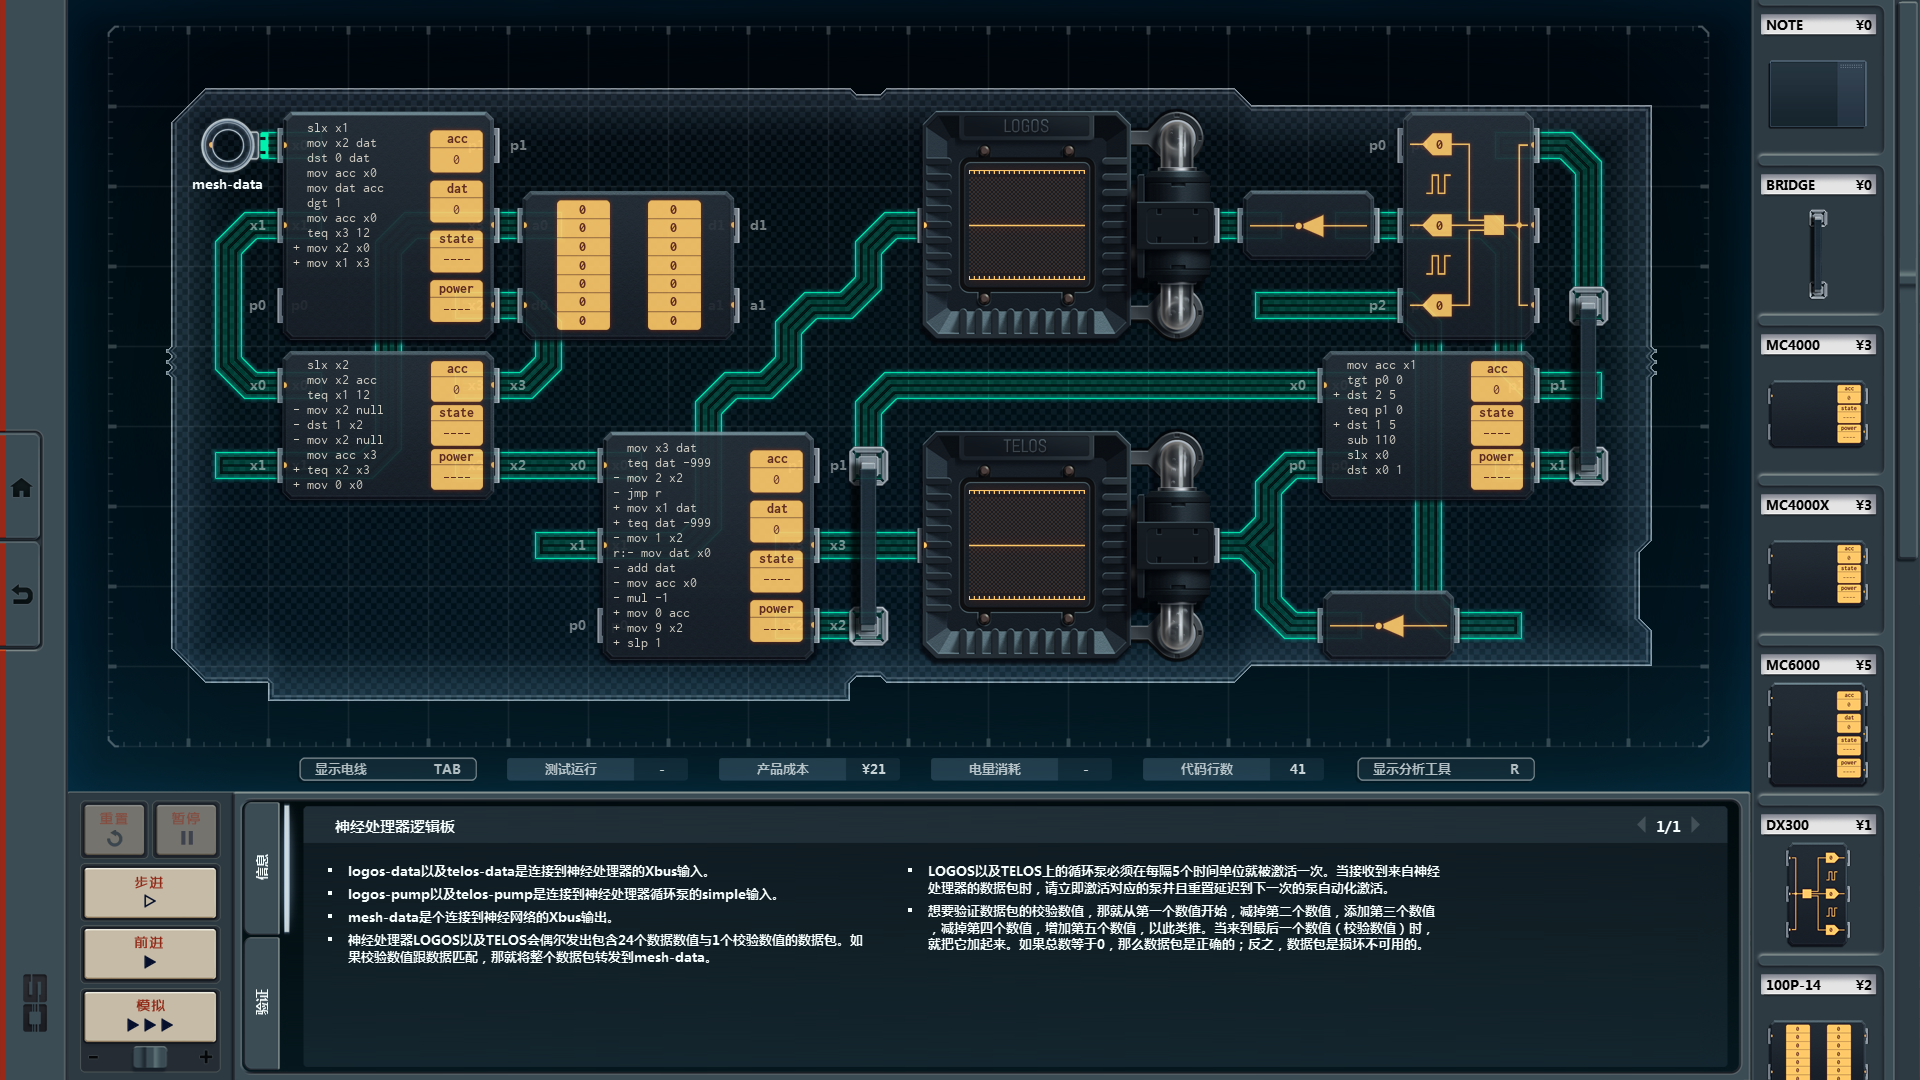 mesh-data
slx x1
mov x2 dat
dst 0 dat
mov acc x0
mov dat acc
dgt 1
mov acc x0
teq x3 12
+ mov x2 x0
+ mov x1 x3
acc
0
dat
0
state
----
power
----
p1
x1
p0
0
0
0
0
0
0
0
0
0
0
0
0
0
0
d1
a1
LOGOS
p0
p2
0
0
0
slx x2
mov x2 acc
teq x1 12
- mov x2 null
- dst 1 x2
- mov x2 null
mov acc x3
+ teq x2 x3
+ mov 0 x0
acc
0
state
----
power
----
x0
x1
x3
x2
mov x3 dat
teq dat -999
- mov 2 x2
- jmp r
+ mov x1 dat
+ teq dat -999
- mov 1 x2
r:- mov dat x0
- add dat
- mov acc x0
- mul -1
+ mov 0 acc
+ mov 9 x2
+ slp 1
acc
0
dat
0
state
----
power
----
x0
x1
p0
p1
x3
x2
TELOS
mov acc x1
tgt p0 0
+ dst 2 5
teq p1 0
+ dst 1 5
sub 110
slx x0
dst x0 1
acc
0
state
----
power
----
x0
p0
p1
x1
显示电线 TAB
测试运行 -
产品成本 ¥21
电量消耗 -
代码行数 41
显示分析工具 R
重置
暂停
步进
前进
模拟
- +
信息
验证
神经处理器逻辑板
1/1
logos-data以及telos-data是连接到神经处理器的Xbus输入。
logos-pump以及telos-pump是连接到神经处理器循环泵的simple输入。
mesh-data是个连接到神经网络的Xbus输出。
神经处理器LOGOS以及TELOS会偶尔发出包含24个数据数值与1个校验数值的数据包。如
果校验数值跟数据匹配，那就将整个数据包转发到mesh-data。
LOGOS以及TELOS上的循环泵必须在每隔5个时间单位就被激活一次。当接收到来自神经
处理器的数据包时，请立即激活对应的泵并且重置延迟到下一次的泵自动化激活。
想要验证数据包的校验数值，那就从第一个数值开始，减掉第二个数值，添加第三个数值
，减掉第四个数值，增加第五个数值，以此类推。当来到最后一个数值（校验数值）时，
就把它加起来。如果总数等于0，那么数据包是正确的；反之，数据包是损坏不可用的。
NOTE ¥0
BRIDGE ¥0
MC4000 ¥3
MC4000X ¥3
MC6000 ¥5
DX300 ¥1
100P-14 ¥2